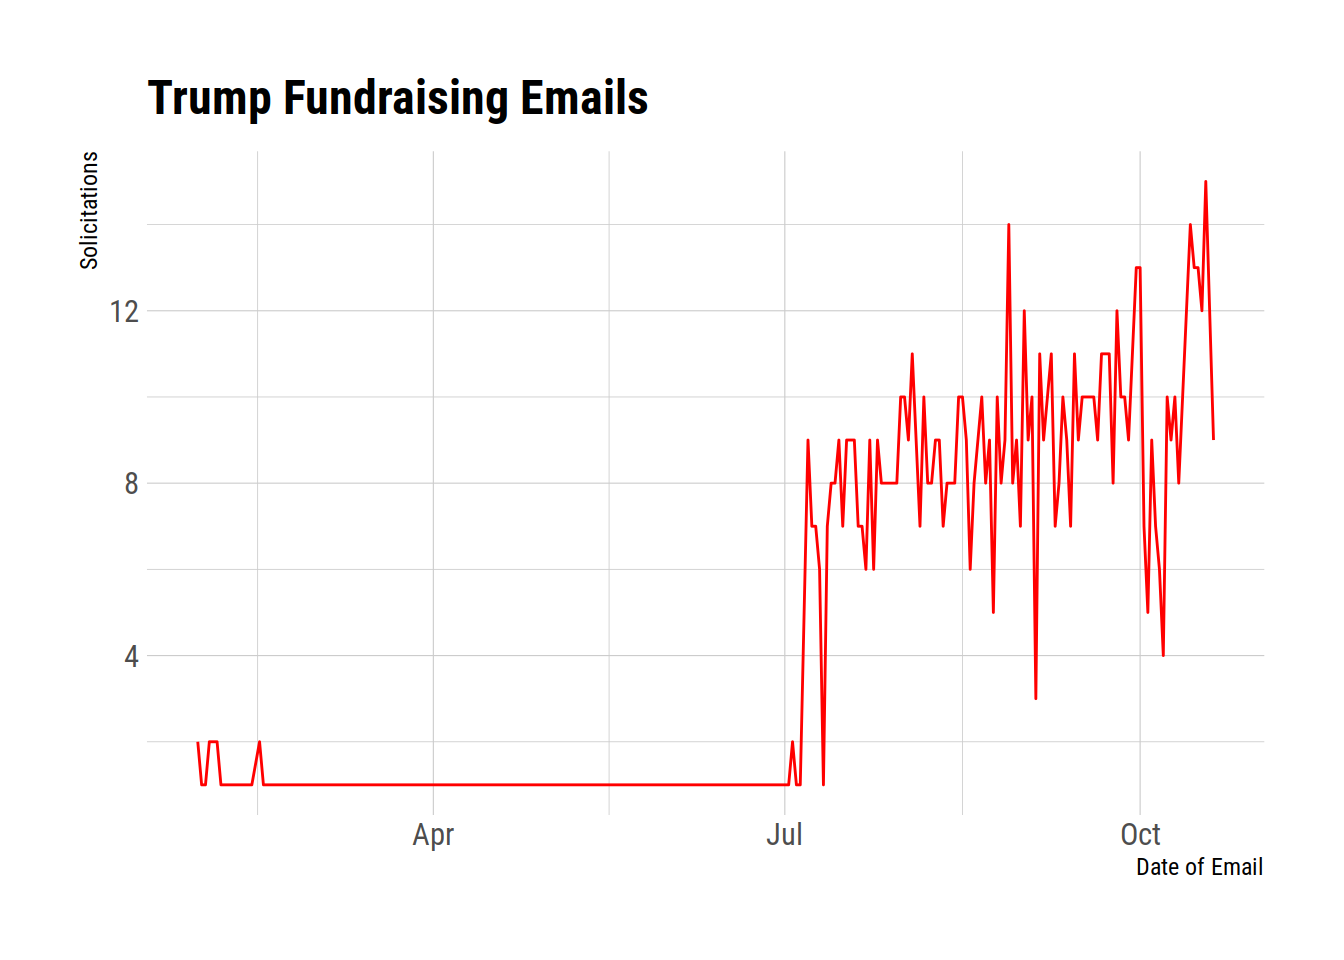 Trump Fundraising Emails
Solicitations
12
8
4
Apr
Jul
Oct
Date of Email